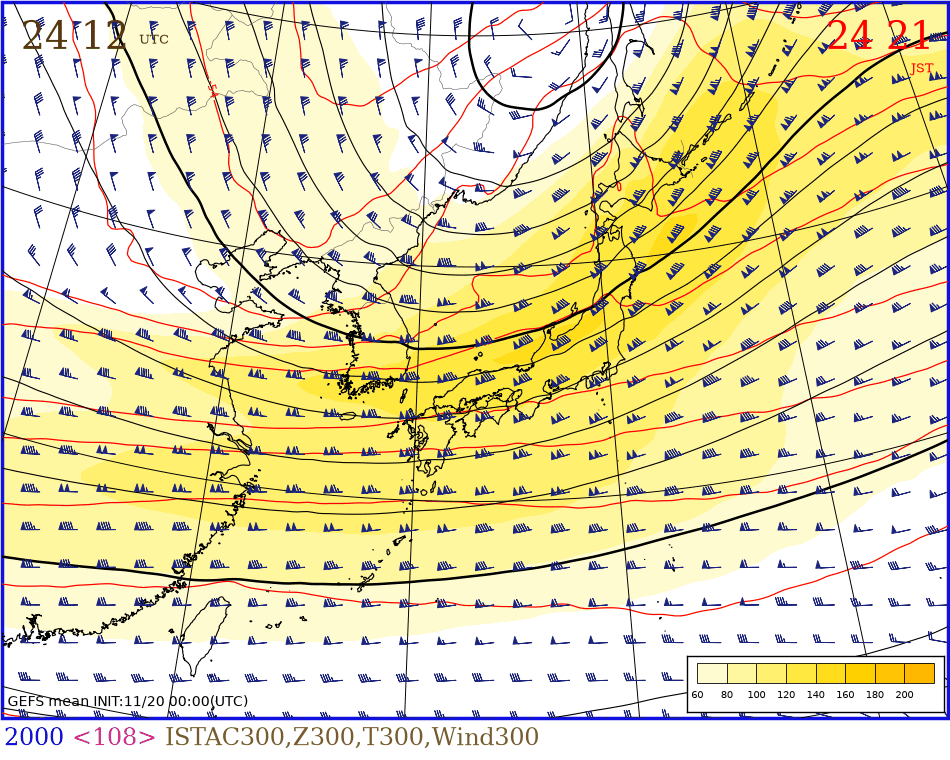 24 12 UTC 24 21
JST
-54
60 80 100 120 140 160 180 200
GEFS mean INIT:11/20 00:00(UTC)
2000 <108> ISTAC300,Z300,T300,Wind300